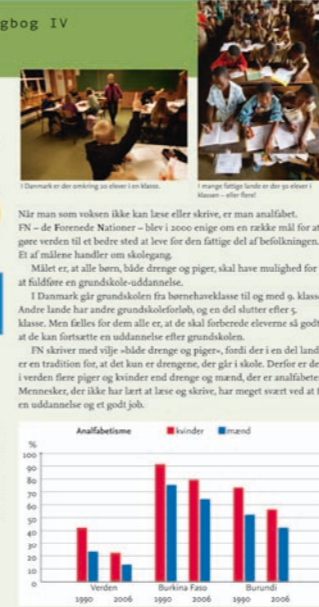 gbog IV
I Danmark er der omkring 20 elever i en klasse.
I mange fattige lande er der 50 elever i
klassen – eller flere!
Når man som voksen ikke kan læse eller skrive, er man analfabet.
FN – de Forenede Nationer – blev i 2000 enige om en række mål for at
gøre verden til et bedre sted at leve for den fattige del af befolkningen.
Et af målene handler om skolegang.
Målet er, at alle børn, både drenge og piger, skal have mulighed for
at fuldføre en grundskole-uddannelse.
I Danmark går grundskolen fra børnehaveklasse til og med 9. klasse
Andre lande har andre grundskoleforløb, og en del slutter efter 5.
klasse. Men fælles for dem alle er, at de skal forberede eleverne så godt
at de kan fortsætte en uddannelse efter grundskolen.
FN skriver med vilje »både drenge og piger«, fordi der i en del land
er en tradition for, at det kun er drengene, der går i skole. Derfor er de
i verden flere piger og kvinder end drenge og mænd, der er analfabeter
Mennesker, der ikke har lært at læse og skrive, har meget svært ved at f
en uddannelse og et godt job.
Analfabetisme kvinder mænd
%
100
90
80
70
60
50
40
30
20
10
0
Verden Burkina Faso Burundi
1990 2006 1990 2006 1990 2006